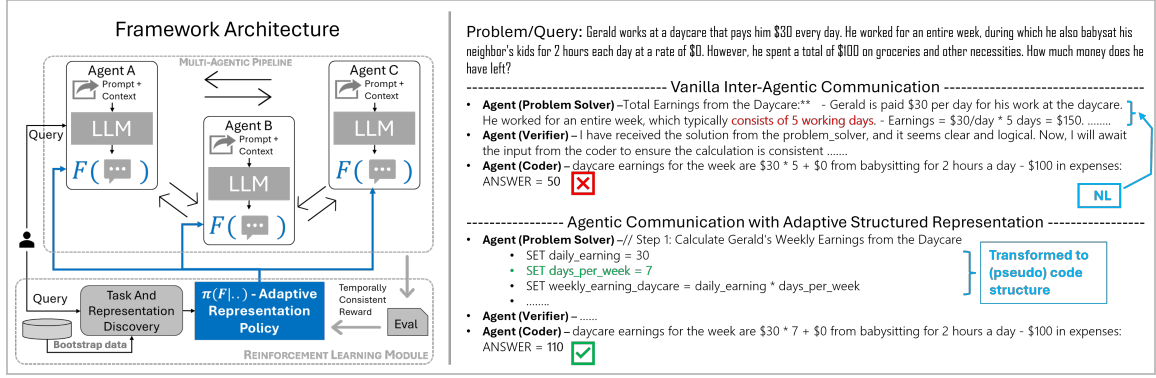 Framework Architecture
MULTI-AGENTIC PIPELINE
Agent A
Prompt +
Context
LLM
F( )
Agent B
Prompt +
Context
LLM
F( )
Agent C
Prompt +
Context
LLM
F( )
Query
Query
Bootstrap data
Task And
Representation
Discovery
π(F|..) - Adaptive
Representation
Policy
Temporally
Consistent
Reward
Eval
REINFORCEMENT LEARNING MODULE
Problem/Query: Gerald works at a daycare that pays him $30 every day. He worked for an entire week, during which he also babysat his
neighbor's kids for 2 hours each day at a rate of $0. However, he spent a total of $100 on groceries and other necessities. How much money does he
have left?
---------------------------------- Vanilla Inter-Agentic Communication ----------------------------------
• Agent (Problem Solver) –Total Earnings from the Daycare:** - Gerald is paid $30 per day for his work at the daycare.
He worked for an entire week, which typically consists of 5 working days. - Earnings = $30/day * 5 days = $150. ........
• Agent (Verifier) – I have received the solution from the problem_solver, and it seems clear and logical. Now, I will await
the input from the coder to ensure the calculation is consistent .......
• Agent (Coder) – daycare earnings for the week are $30 * 5 + $0 from babysitting for 2 hours a day - $100 in expenses:
ANSWER = 50
NL
----------------- Agentic Communication with Adaptive Structured Representation -----------------
• Agent (Problem Solver) –// Step 1: Calculate Gerald's Weekly Earnings from the Daycare
• SET daily_earning = 30
• SET days_per_week = 7
• SET weekly_earning_daycare = daily_earning * days_per_week
• ........
Transformed to
(pseudo) code
structure
• Agent (Verifier) – ......
• Agent (Coder) – daycare earnings for the week are $30 * 7 + $0 from babysitting for 2 hours a day - $100 in expenses:
ANSWER = 110